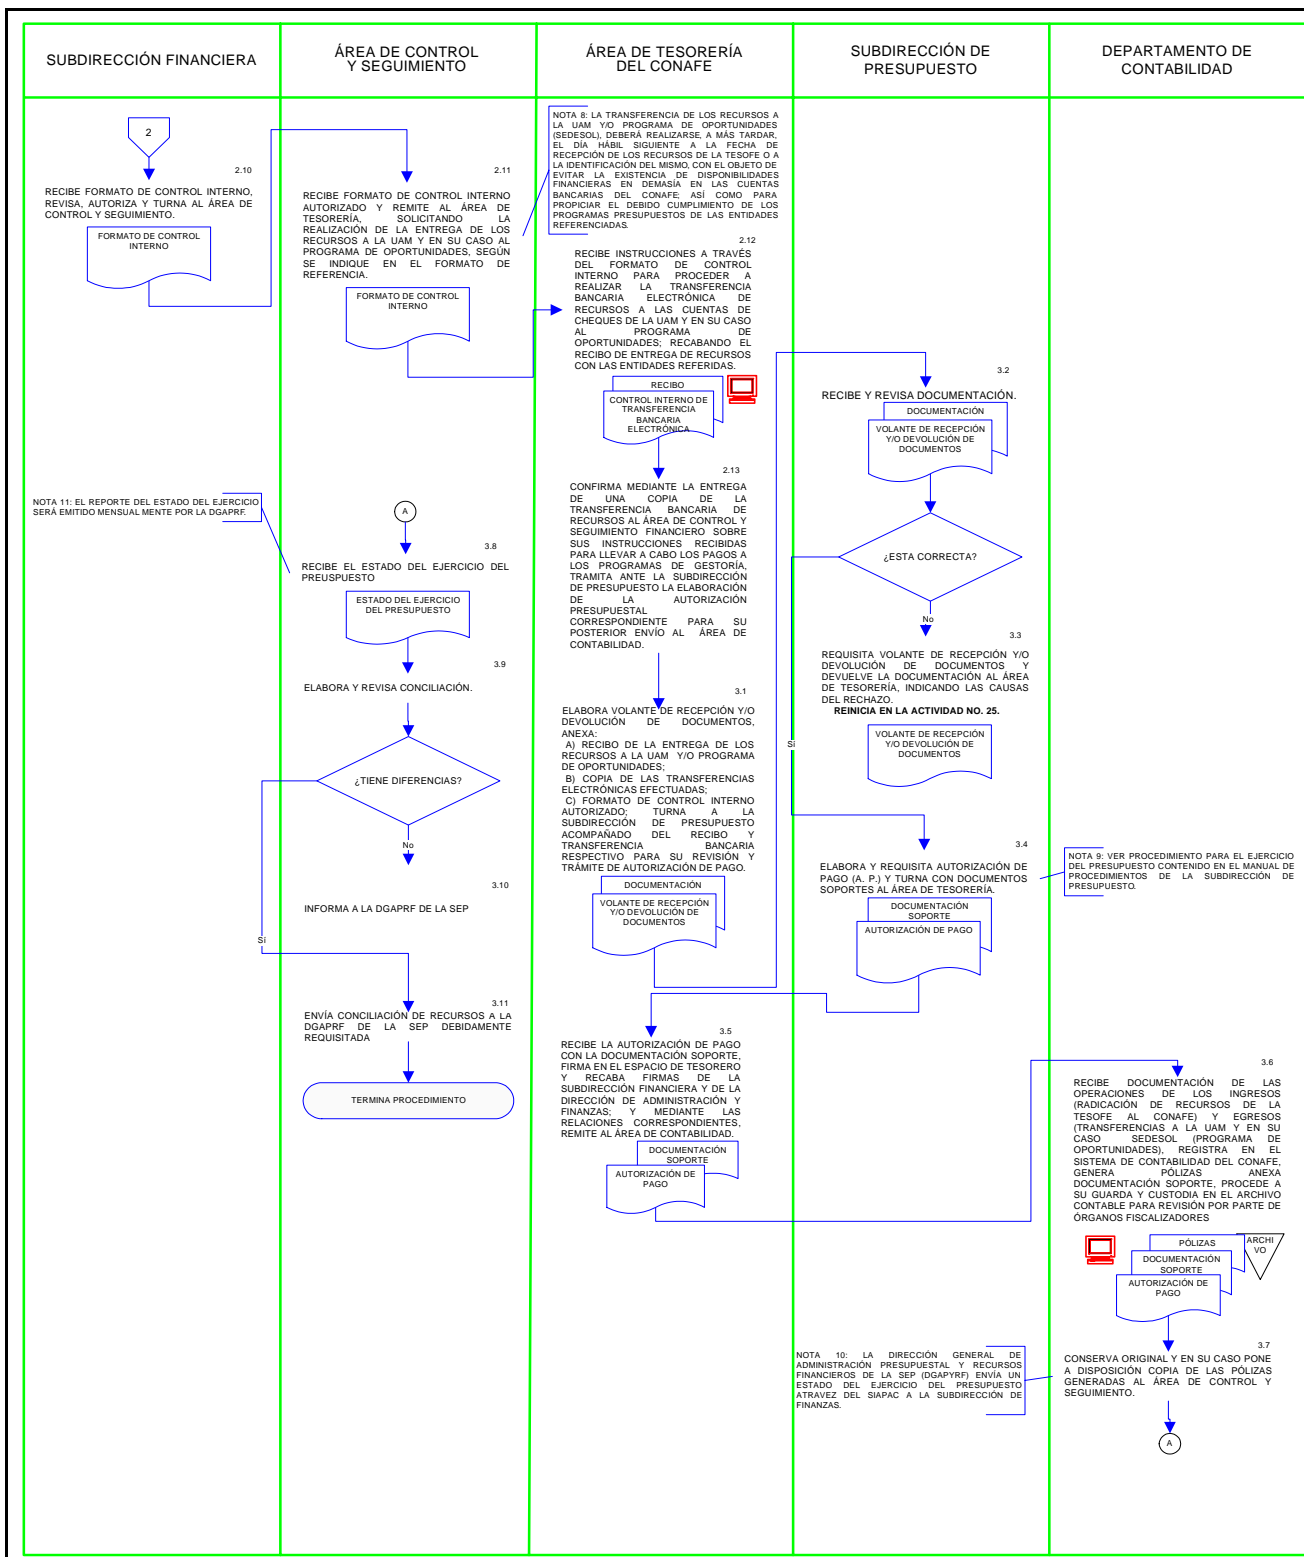 SUBDIRECCIÓN FINANCIERA
ÁREA DE CONTROL
Y SEGUIMIENTO
ÁREA DE TESORERÍA
DEL CONAFE
SUBDIRECCIÓN DE
PRESUPUESTO
DEPARTAMENTO DE
CONTABILIDAD
2
2.10
RECIBE FORMATO DE CONTROL INTERNO,
REVISA, AUTORIZA Y TURNA AL ÁREA DE
CONTROL Y SEGUIMIENTO.
FORMATO DE CONTROL
INTERNO
NOTA 11: EL REPORTE DEL ESTADO DEL EJERCICIO
SERÁ EMITIDO MENSUAL MENTE POR LA DGAPRF.
2.11
RECIBE FORMATO DE CONTROL INTERNO
AUTORIZADO Y REMITE AL ÁREA DE
TESORERÍA, SOLICITANDO LA
REALIZACIÓN DE LA ENTREGA DE LOS
RECURSOS A LA UAM Y EN SU CASO AL
PROGRAMA DE OPORTUNIDADES, SEGÚN
SE INDIQUE EN EL FORMATO DE
REFERENCIA.
FORMATO DE CONTROL
INTERNO
A
3.8
RECIBE EL ESTADO DEL EJERCICIO DEL
PREUSPUESTO
ESTADO DEL EJERCICIO
DEL PRESUPUESTO
3.9
ELABORA Y REVISA CONCILIACIÓN.
¿TIENE DIFERENCIAS?
No
3.10
INFORMA A LA DGAPRF DE LA SEP
Si
3.11
ENVÍA CONCILIACIÓN DE RECURSOS A LA
DGAPRF DE LA SEP DEBIDAMENTE
REQUISITADA
TERMINA PROCEDIMIENTO
NOTA 8: LA TRANSFERENCIA DE LOS RECURSOS A
LA UAM Y/O PROGRAMA DE OPORTUNIDADES
(SEDESOL), DEBERÁ REALIZARSE, A MÁS TARDAR,
EL DÍA HÁBIL SIGUIENTE A LA FECHA DE
RECEPCIÓN DE LOS RECURSOS DE LA TESOFE O A
LA IDENTIFICACIÓN DEL MISMO, CON EL OBJETO DE
EVITAR LA EXISTENCIA DE DISPONIBILIDADES
FINANCIERAS EN DEMASÍA EN LAS CUENTAS
BANCARIAS DEL CONAFE; ASÍ COMO PARA
PROPICIAR EL DEBIDO CUMPLIMIENTO DE LOS
PROGRAMAS PRESUPUESTOS DE LAS ENTIDADES
REFERENCIADAS.
2.12
RECIBE INSTRUCCIONES A TRAVÉS
DEL FORMATO DE CONTROL
INTERNO PARA PROCEDER A
REALIZAR LA TRANSFERENCIA
BANCARIA ELECTRÓNICA DE
RECURSOS A LAS CUENTAS DE
CHEQUES DE LA UAM Y EN SU CASO
AL PROGRAMA DE
OPORTUNIDADES; RECABANDO EL
RECIBO DE ENTREGA DE RECURSOS
CON LAS ENTIDADES REFERIDAS.
RECIBO
CONTROL INTERNO DE
TRANSFERENCIA
BANCARIA
ELECTRÓNICA
2.13
CONFIRMA MEDIANTE LA ENTREGA
DE UNA COPIA DE LA
TRANSFERENCIA BANCARIA DE
RECURSOS AL ÁREA DE CONTROL Y
SEGUIMIENTO FINANCIERO SOBRE
SUS INSTRUCCIONES RECIBIDAS
PARA LLEVAR A CABO LOS PAGOS A
LOS PROGRAMAS DE GESTORÍA,
TRAMITA ANTE LA SUBDIRECCIÓN
DE PRESUPUESTO LA ELABORACIÓN
DE LA AUTORIZACIÓN
PRESUPUESTAL
CORRESPONDIENTE PARA SU
POSTERIOR ENVÍO AL ÁREA DE
CONTABILIDAD.
3.1
ELABORA VOLANTE DE RECEPCIÓN Y/O
DEVOLUCIÓN DE DOCUMENTOS,
ANEXA:
A) RECIBO DE LA ENTREGA DE LOS
RECURSOS A LA UAM Y/O PROGRAMA
DE OPORTUNIDADES;
B) COPIA DE LAS TRANSFERENCIAS
ELECTRÓNICAS EFECTUADAS;
C) FORMATO DE CONTROL INTERNO
AUTORIZADO; TURNA A LA
SUBDIRECCIÓN DE PRESUPUESTO
ACOMPAÑADO DEL RECIBO Y
TRANSFERENCIA BANCARIA
RESPECTIVO PARA SU REVISIÓN Y
TRÁMITE DE AUTORIZACIÓN DE PAGO.
DOCUMENTACIÓN
VOLANTE DE RECEPCIÓN
Y/O DEVOLUCIÓN DE
DOCUMENTOS
3.5
RECIBE LA AUTORIZACIÓN DE PAGO
CON LA DOCUMENTACIÓN SOPORTE,
FIRMA EN EL ESPACIO DE TESORERO
Y RECABA FIRMAS DE LA
SUBDIRECCIÓN FINANCIERA Y DE LA
DIRECCIÓN DE ADMINISTRACIÓN Y
FINANZAS; Y MEDIANTE LAS
RELACIONES CORRESPONDIENTES,
REMITE AL ÁREA DE CONTABILIDAD.
DOCUMENTACIÓN
SOPORTE
AUTORIZACIÓN DE
PAGO
3.2
RECIBE Y REVISA DOCUMENTACIÓN.
DOCUMENTACIÓN
VOLANTE DE RECEPCIÓN
Y/O DEVOLUCIÓN DE
DOCUMENTOS
¿ESTA CORRECTA?
No
3.3
REQUISITA VOLANTE DE RECEPCIÓN Y/O
DEVOLUCIÓN DE DOCUMENTOS Y
DEVUELVE LA DOCUMENTACIÓN AL ÁREA
DE TESORERÍA, INDICANDO LAS CAUSAS
DEL RECHAZO.
REINICIA EN LA ACTIVIDAD NO. 25.
VOLANTE DE RECEPCIÓN
Y/O DEVOLUCIÓN DE
DOCUMENTOS
Si
3.4
ELABORA Y REQUISITA AUTORIZACIÓN DE
PAGO (A. P.) Y TURNA CON DOCUMENTOS
SOPORTES AL ÁREA DE TESORERÍA.
DOCUMENTACIÓN
SOPORTE
AUTORIZACIÓN DE PAGO
NOTA 9: VER PROCEDIMIENTO PARA EL EJERCICIO
DEL PRESUPUESTO CONTENIDO EN EL MANUAL DE
PROCEDIMIENTOS DE LA SUBDIRECCIÓN DE
PRESUPUESTO.
3.6
RECIBE DOCUMENTACIÓN DE LAS
OPERACIONES DE LOS INGRESOS
(RADICACIÓN DE RECURSOS DE LA
TESOFE AL CONAFE) Y EGRESOS
(TRANSFERENCIAS A LA UAM Y EN SU
CASO SEDESOL (PROGRAMA DE
OPORTUNIDADES), REGISTRA EN EL
SISTEMA DE CONTABILIDAD DEL CONAFE,
GENERA PÓLIZAS ANEXA
DOCUMENTACIÓN SOPORTE, PROCEDE A
SU GUARDA Y CUSTODIA EN EL ARCHIVO
CONTABLE PARA REVISIÓN POR PARTE DE
ÓRGANOS FISCALIZADORES
PÓLIZAS
ARCHI
VO
DOCUMENTACIÓN
SOPORTE
AUTORIZACIÓN DE
PAGO
NOTA 10: LA DIRECCIÓN GENERAL DE
ADMINISTRACIÓN PRESUPUESTAL Y RECURSOS
FINANCIEROS DE LA SEP (DGAPYRF) ENVÍA UN
ESTADO DEL EJERCICIO DEL PRESUPUESTO
ATRAVEZ DEL SIAPAC A LA SUBDIRECCIÓN DE
FINANZAS.
3.7
CONSERVA ORIGINAL Y EN SU CASO PONE
A DISPOSICIÓN COPIA DE LAS PÓLIZAS
GENERADAS AL ÁREA DE CONTROL Y
SEGUIMIENTO.
A